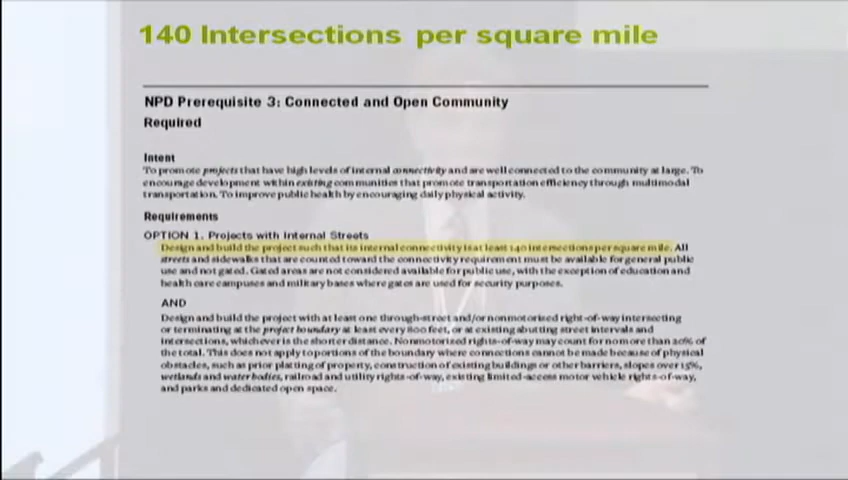 140 Intersections per square mile
NPD Prerequisite 3: Connected and Open Community
Required
Intent
To promote projects that have high levels of internal connectivity and are well connected to the community at large. To
encourage development within existing communities that promote transportation efficiency through multimodal
transportation. To improve public health by encouraging daily physical activity.
Requirements
OPTION 1. Projects with Internal Streets
Design and build the project such that its internal connectivity is at least 140 intersections per square mile. All
streets and sidewalks that are counted toward the connectivity requirement must be available for general public
use and not gated. Gated areas are not considered available for public use, with the exception of education and
health care campuses and military bases where gates are used for security purposes.
AND
Design and build the project with at least one through-street and/or nonmotorized right-of-way intersecting
or terminating at the project boundary at least every 800 feet, or at existing abutting street intervals and
intersections, whichever is the shorter distance. Nonmotorized rights-of-way may count for no more than 20% of
the total. This does not apply to portions of the boundary where connections cannot be made because of physical
obstacles, such as prior platting of property, construction of existing buildings or other barriers, slopes over 15%,
wetlands and water bodies, railroad and utility rights-of-way, existing limited-access motor vehicle rights-of-way,
and parks and dedicated open space.